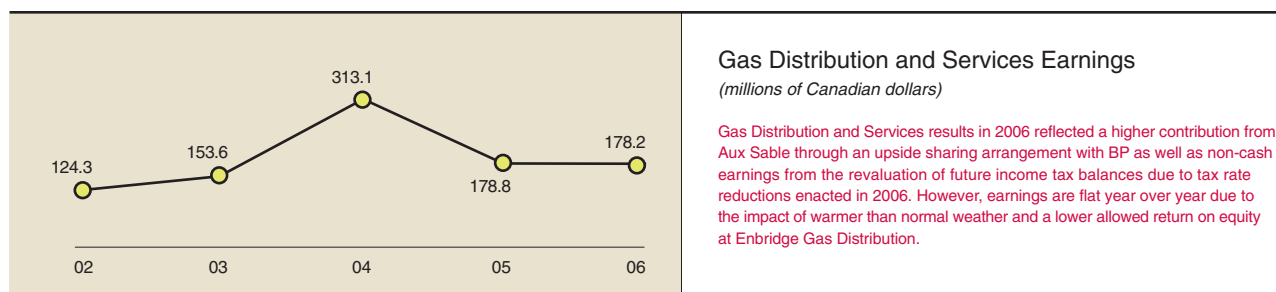 313.1
153.6
124.3
178.8
178.2
02 03 04 05 06
Gas Distribution and Services Earnings
(millions of Canadian dollars)
Gas Distribution and Services results in 2006 reflected a higher contribution from
Aux Sable through an upside sharing arrangement with BP as well as non-cash
earnings from the revaluation of future income tax balances due to tax rate
reductions enacted in 2006. However, earnings are flat year over year due to
the impact of warmer than normal weather and a lower allowed return on equity
at Enbridge Gas Distribution.